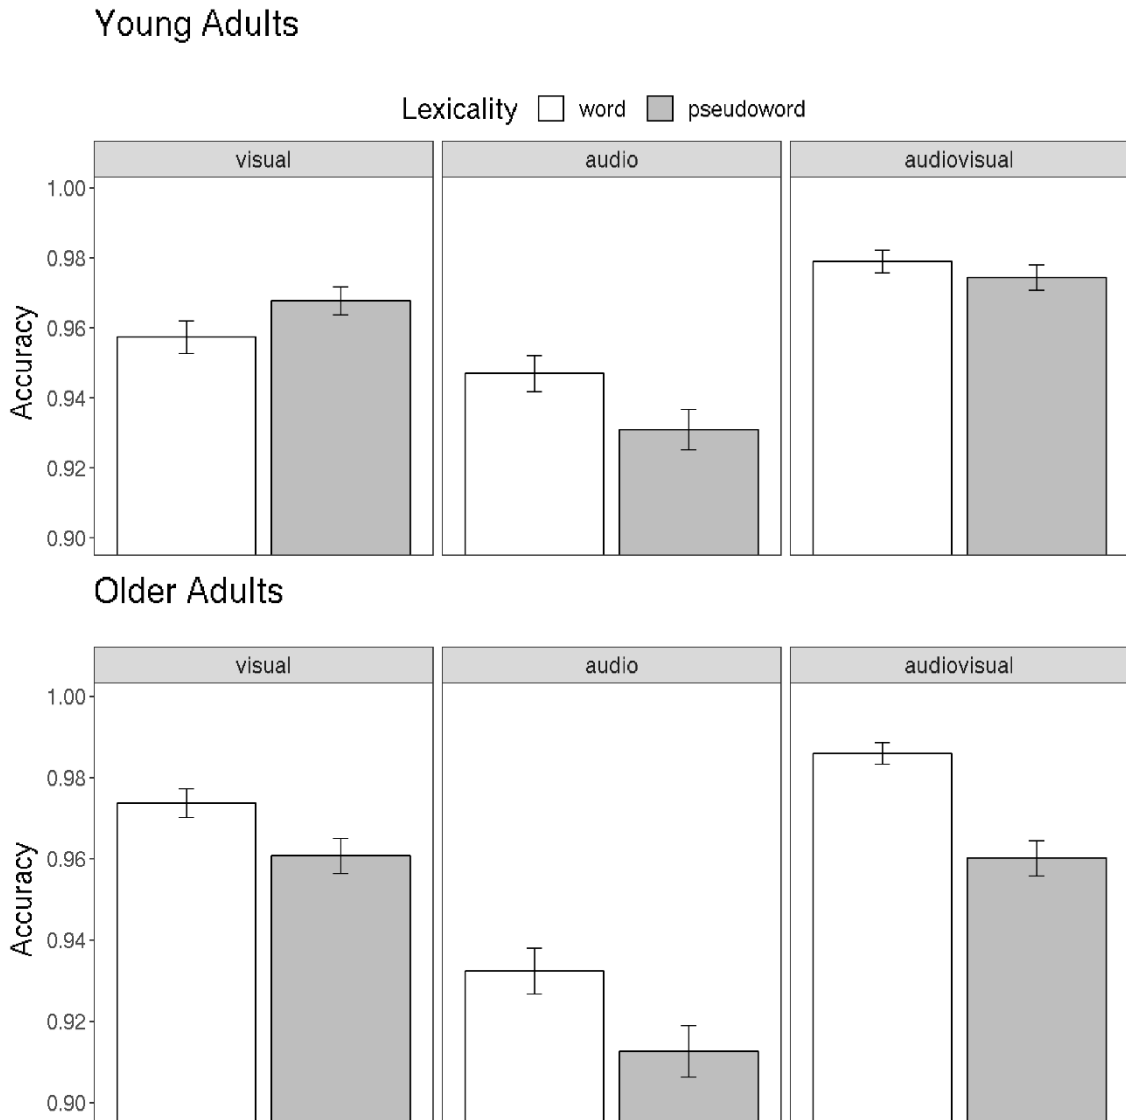 Young Adults
Lexicality word pseudoword
visual audio audiovisual
1.00
0.98
0.96
0.94
0.92
0.90
Accuracy
Older Adults
visual audio audiovisual
1.00
0.98
0.96
0.94
0.92
0.90
Accuracy